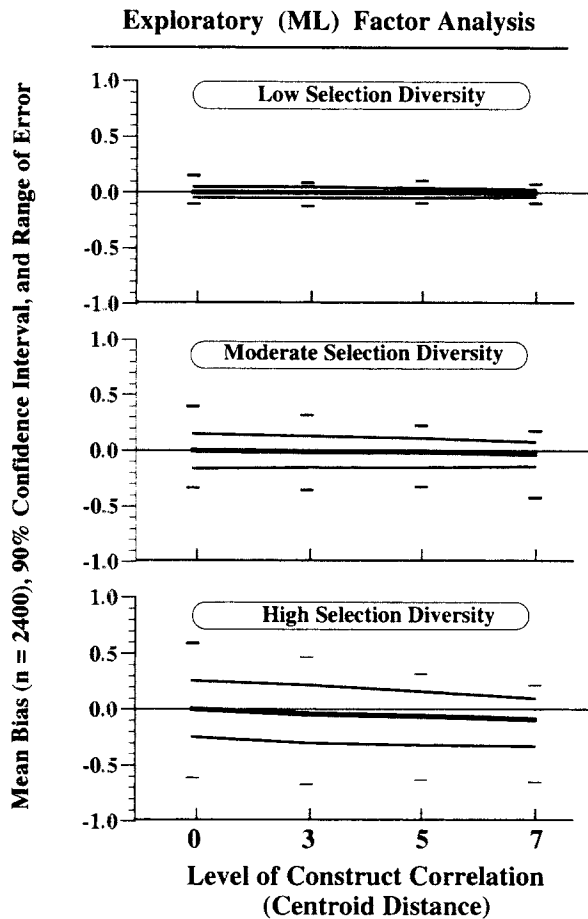 Exploratory (ML) Factor Analysis
Mean Bias (n = 2400), 90% Confidence Interval, and Range of Error
Low Selection Diversity
1.0
0.5
0.0
-0.5
-1.0
Moderate Selection Diversity
1.0
0.5
0.0
-0.5
-1.0
High Selection Diversity
1.0
0.5
0.0
-0.5
-1.0
0 3 5 7
Level of Construct Correlation
(Centroid Distance)